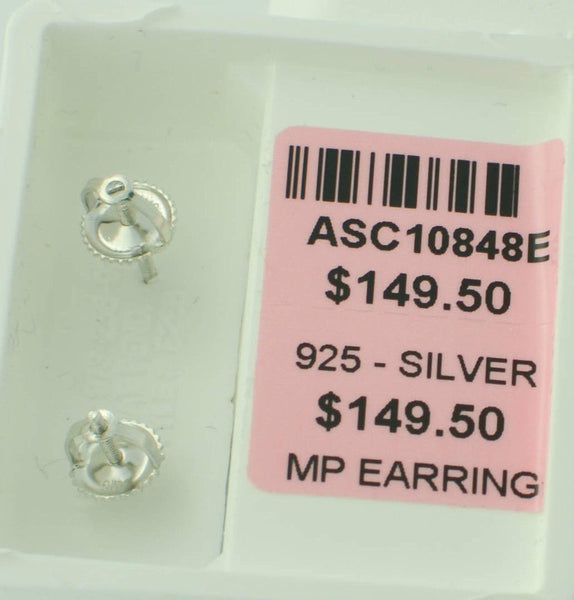 ASC10848E
$149.50
925 - SILVER
$149.50
MP EARRING